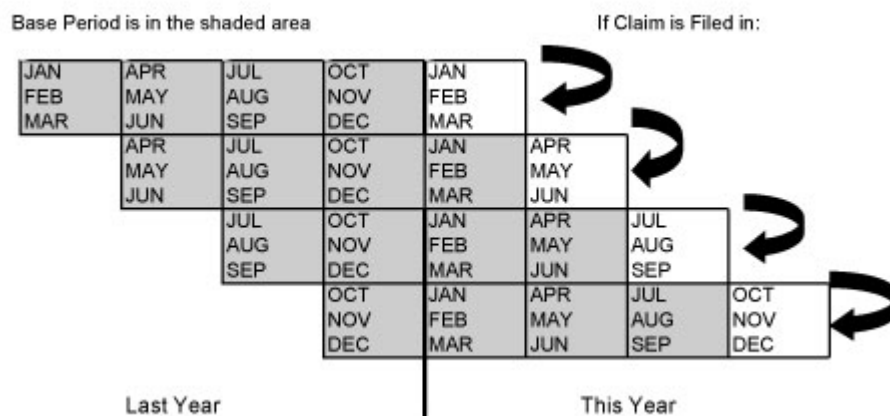 Base Period is in the shaded area If Claim is Filed in:
JAN APR JUL OCT JAN
FEB MAY AUG NOV FEB
MAR JUN SEP DEC MAR
APR JUL OCT JAN APR
MAY AUG NOV FEB MAY
JUN SEP DEC MAR JUN
JUL OCT JAN APR JUL
AUG NOV FEB MAY AUG
SEP DEC MAR JUN SEP
OCT JAN APR JUL OCT
NOV FEB MAY AUG NOV
DEC MAR JUN SEP DEC
Last Year This Year